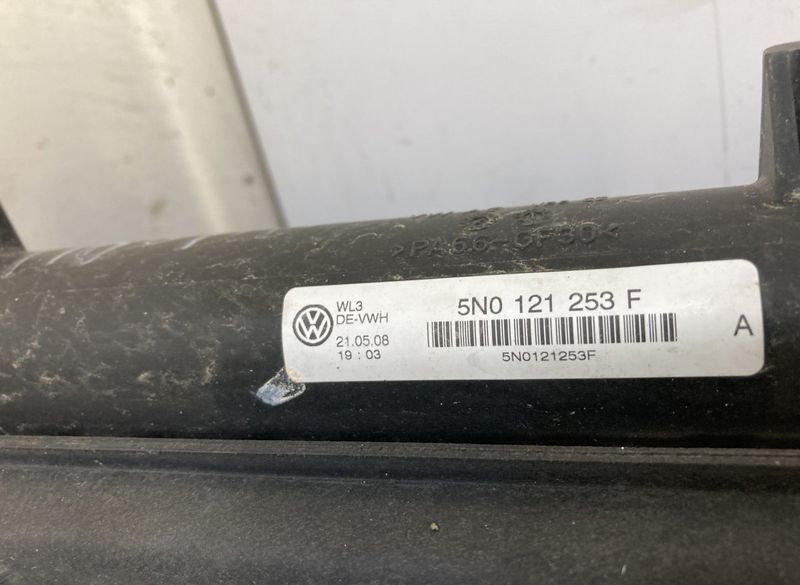 >PA66-GF30<
WL3
DE-VWH
21.05.08
19:03
5N0 121 253 F
5N0121253F
A